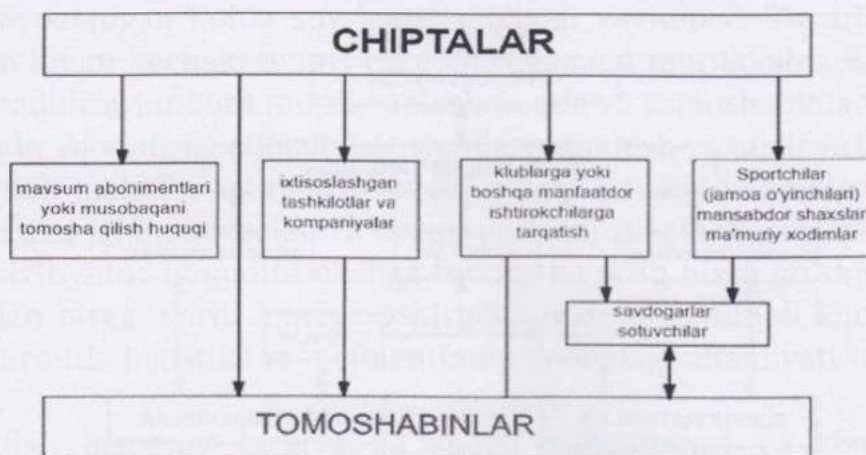 CHIPTALAR
mavsum abonimentlari
yoki musobaqani
tomosha qilish huquqi
ixtisoslashgan
tashkilotlar va
kompaniyalar
klublarga yoki
boshqa manfaatdor
ishtirokchilarga
tarqatish
Sportchilar
(jamoa o'yinchilari)
mansabdor shaxslar
ma'muriy xodimlar
savdogarlar
sotuvchilar
TOMOSHABINLAR